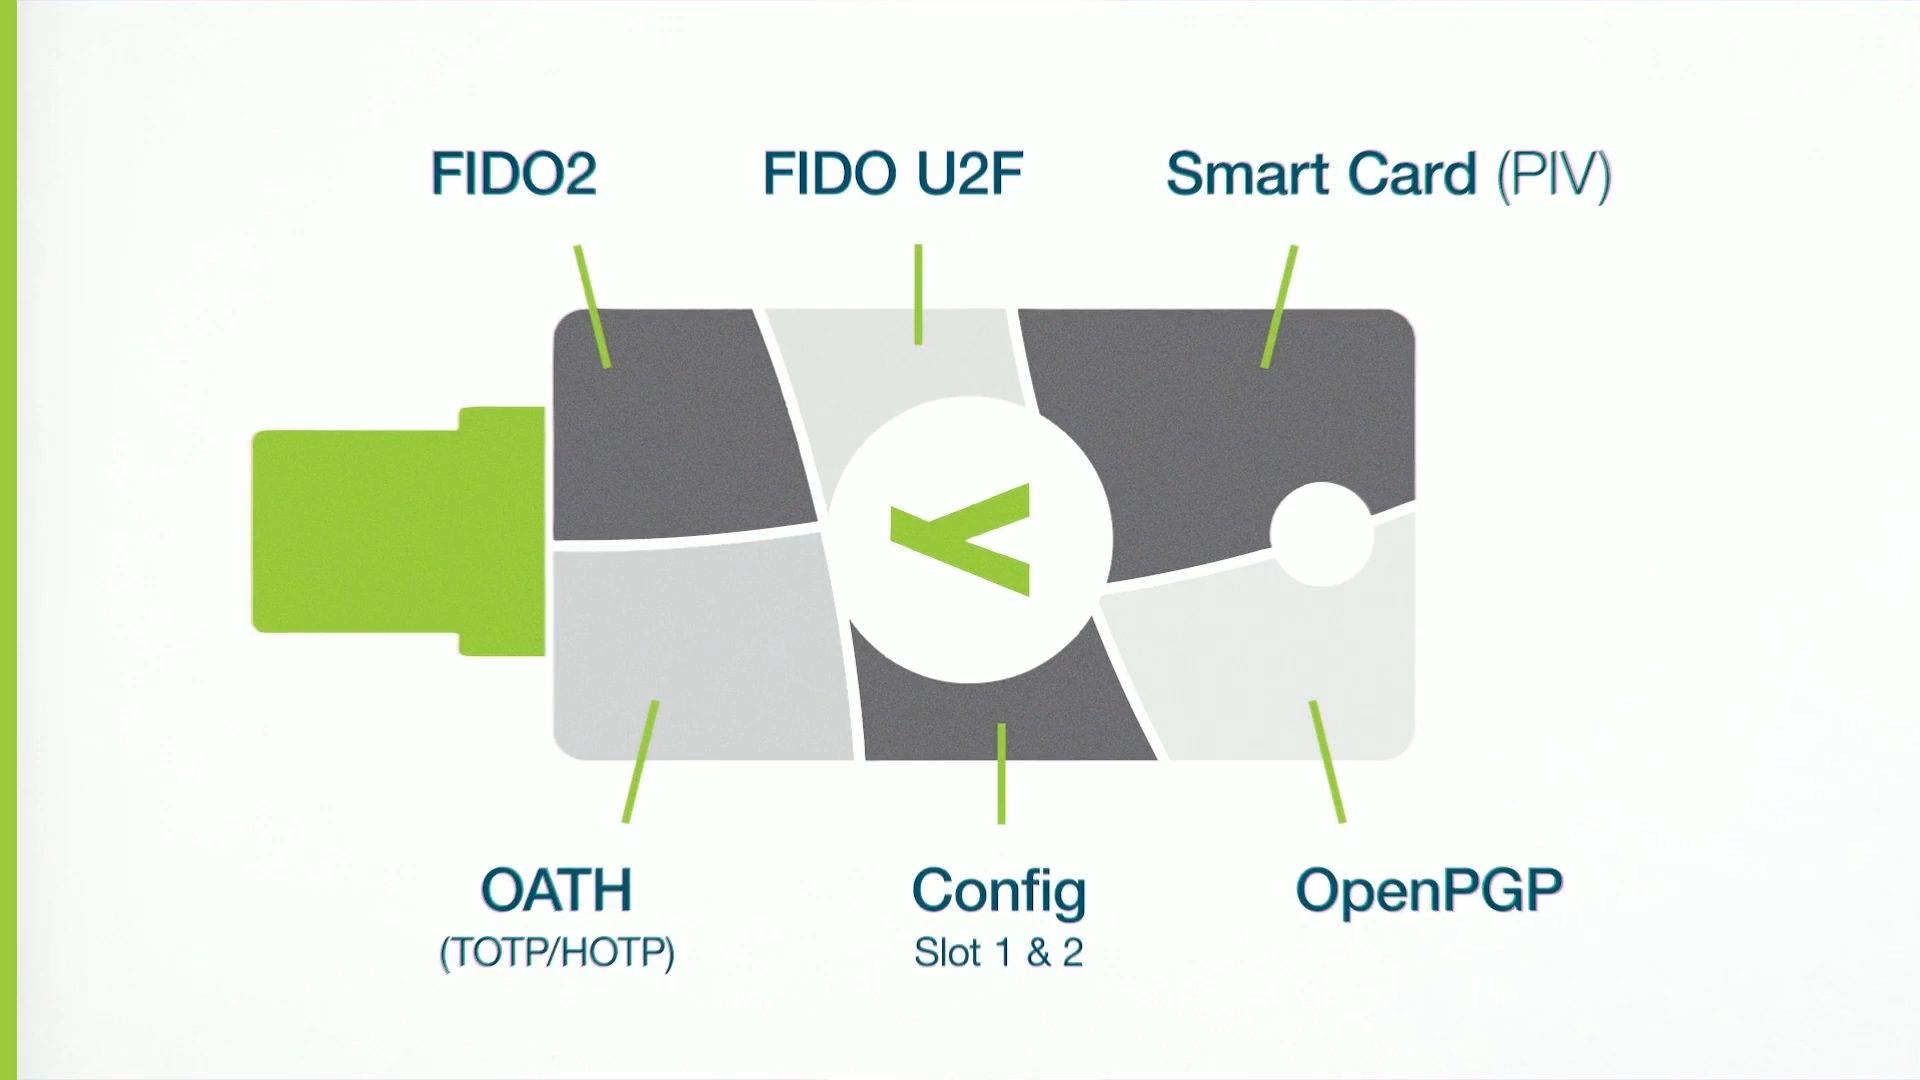 FIDO2
FIDO U2F
Smart Card (PIV)
OATH
(TOTP/HOTP)
Config
Slot 1 & 2
OpenPGP